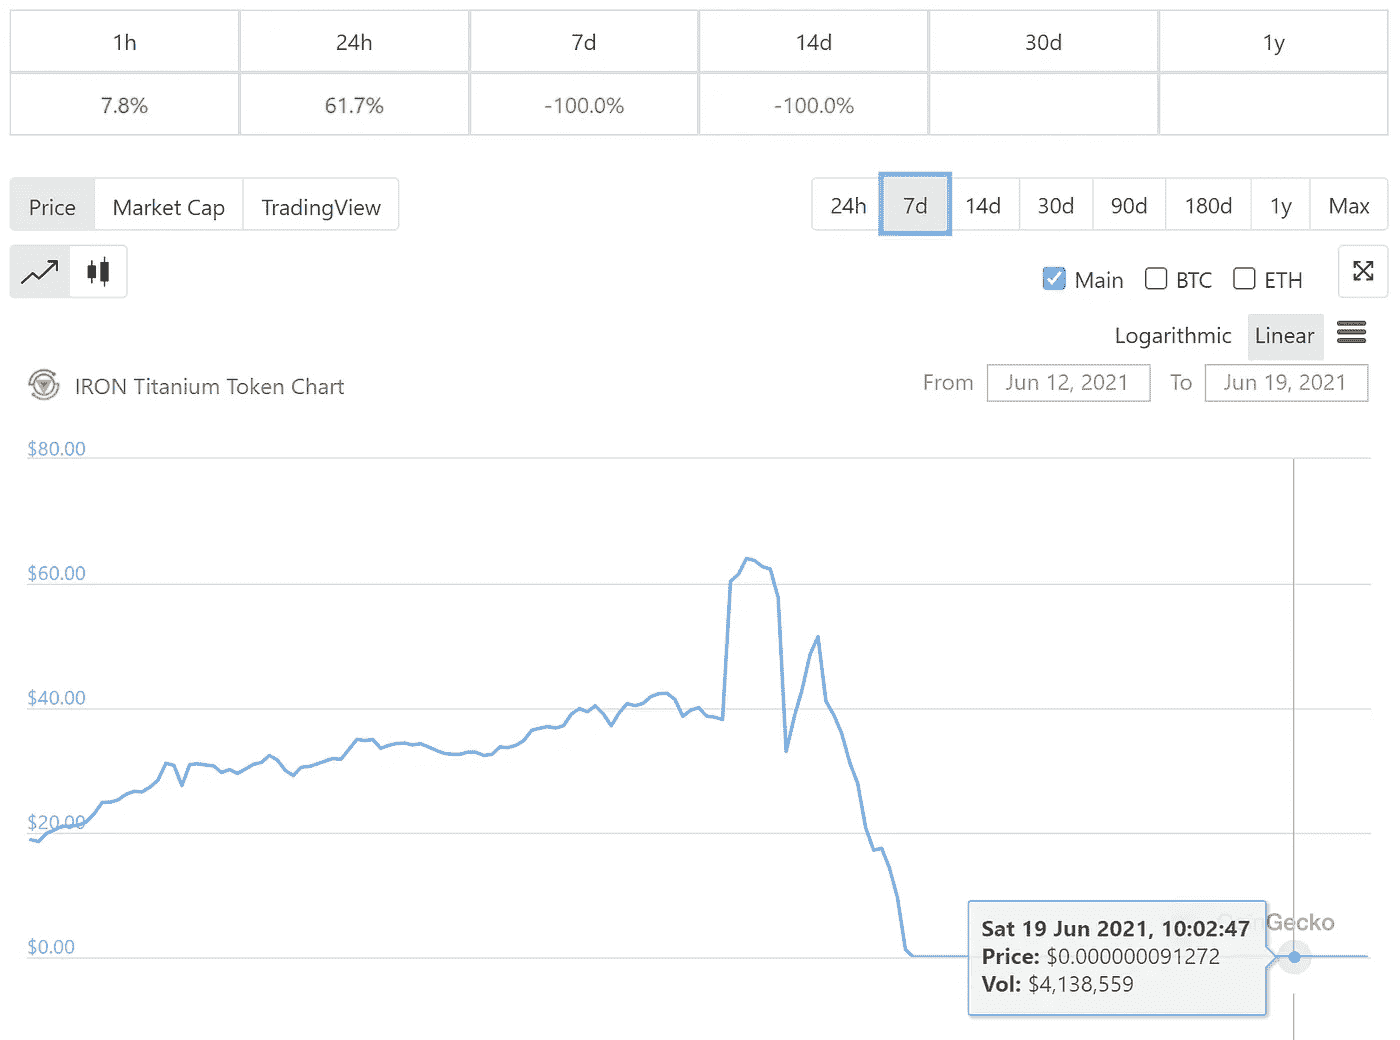 1h 24h 7d 14d 30d 1y
7.8% 61.7% -100.0% -100.0%
Price Market Cap TradingView 24h 7d 14d 30d 90d 180d 1y Max
Main BTC ETH
Logarithmic Linear
IRON Titanium Token Chart From Jun 12, 2021 To Jun 19, 2021
$80.00
$60.00
$40.00
$20.00
$0.00
Sat 19 Jun 2021, 10:02:47
Price: $0.000000091272
Vol: $4,138,559
CoinGecko